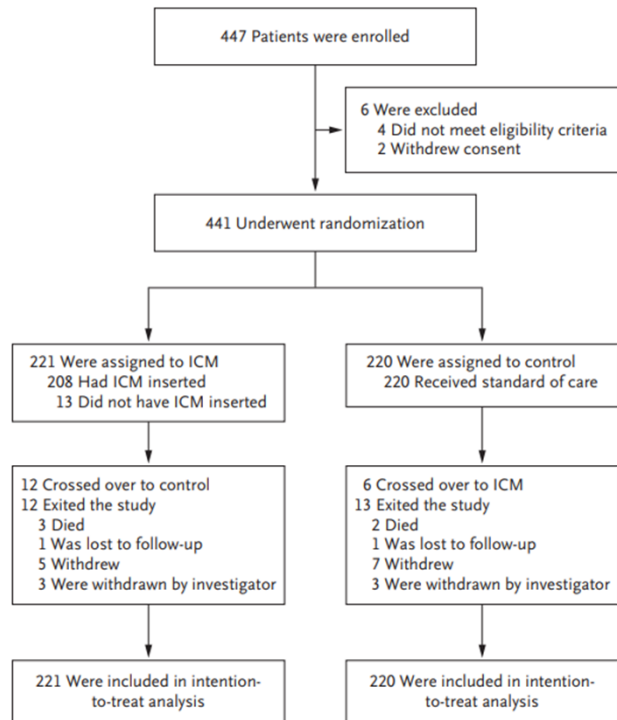 447 Patients were enrolled
6 Were excluded
4 Did not meet eligibility criteria
2 Withdrew consent
441 Underwent randomization
221 Were assigned to ICM
208 Had ICM inserted
13 Did not have ICM inserted
220 Were assigned to control
220 Received standard of care
12 Crossed over to control
12 Exited the study
3 Died
1 Was lost to follow-up
5 Withdrew
3 Were withdrawn by investigator
6 Crossed over to ICM
13 Exited the study
2 Died
1 Was lost to follow-up
7 Withdrew
3 Were withdrawn by investigator
221 Were included in intention-
to-treat analysis
220 Were included in intention-
to-treat analysis